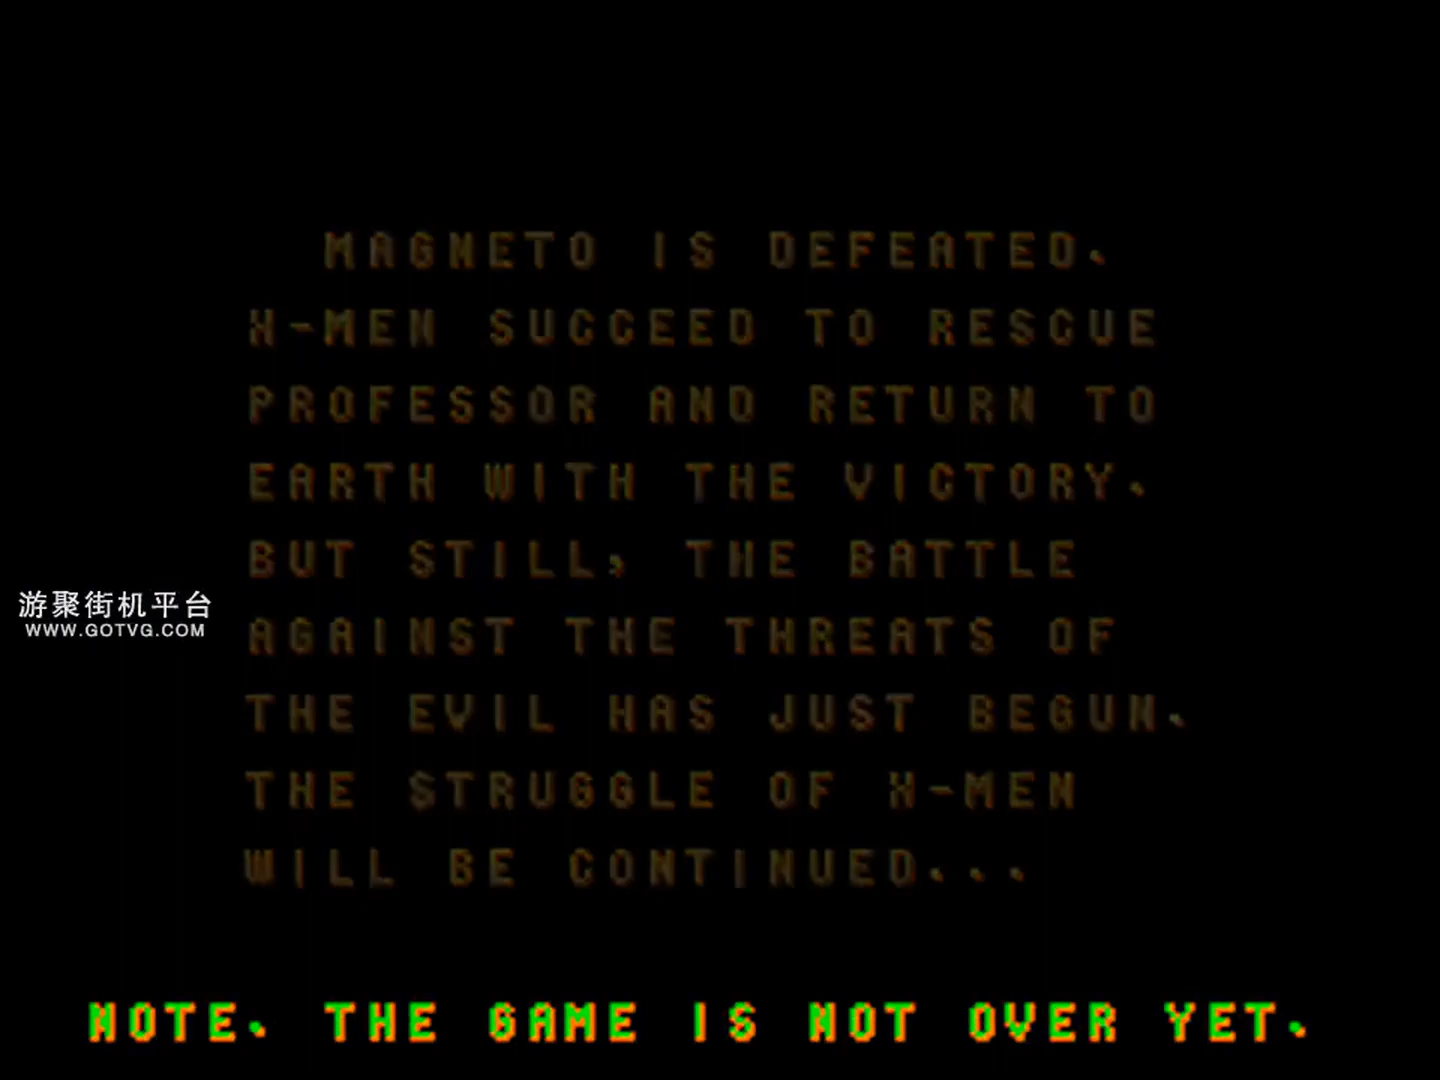 MAGNETO IS DEFEATED.
X-MEN SUCCEED TO RESCUE
PROFESSOR AND RETURN TO
EARTH WITH THE VICTORY.
BUT STILL, THE BATTLE
AGAINST THE THREATS OF
THE EVIL HAS JUST BEGUN.
THE STRUGGLE OF X-MEN
WILL BE CONTINUED...
游聚街机平台
WWW.GOTVG.COM
NOTE. THE GAME IS NOT OVER YET.